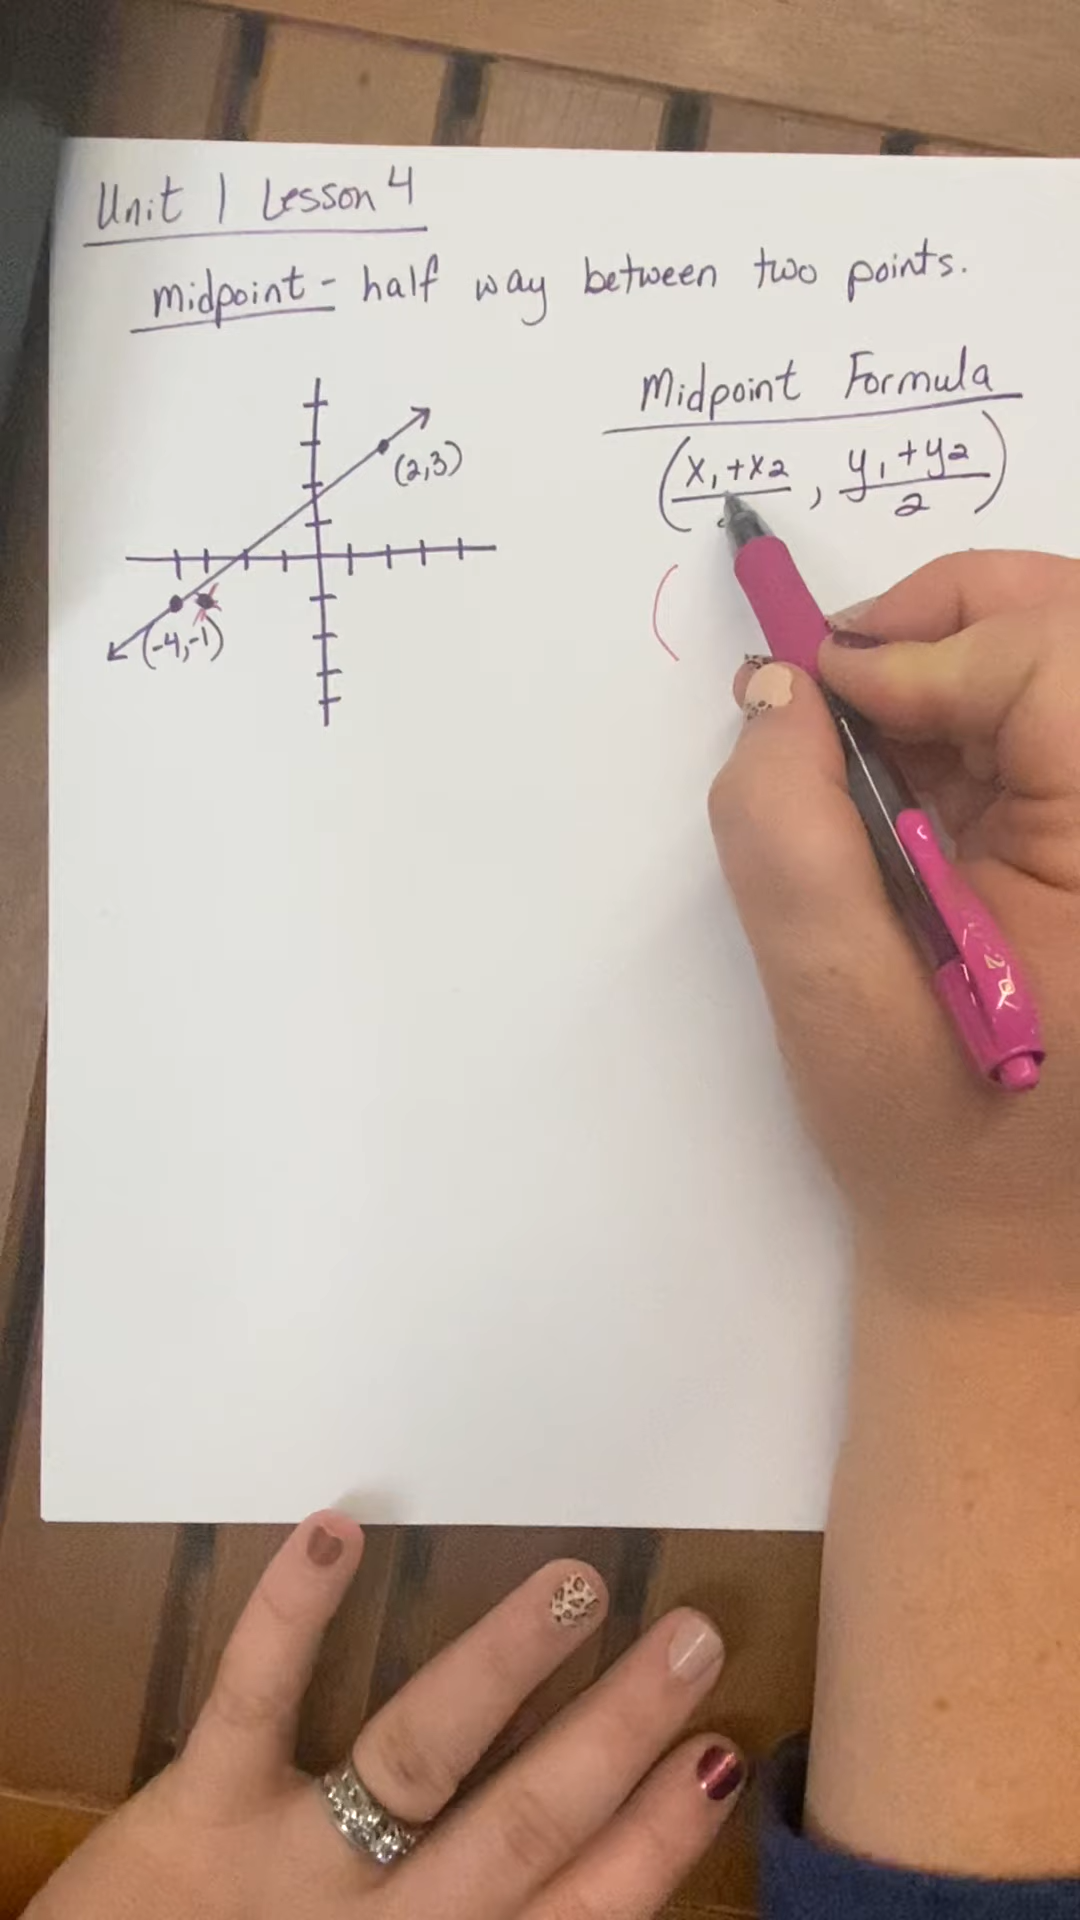 Unit 1 Lesson 4
midpoint - half way between two points.
Midpoint Formula
(x₁+x₂/, y₁+y₂/2)
(2,3)
(-4,-1)
(